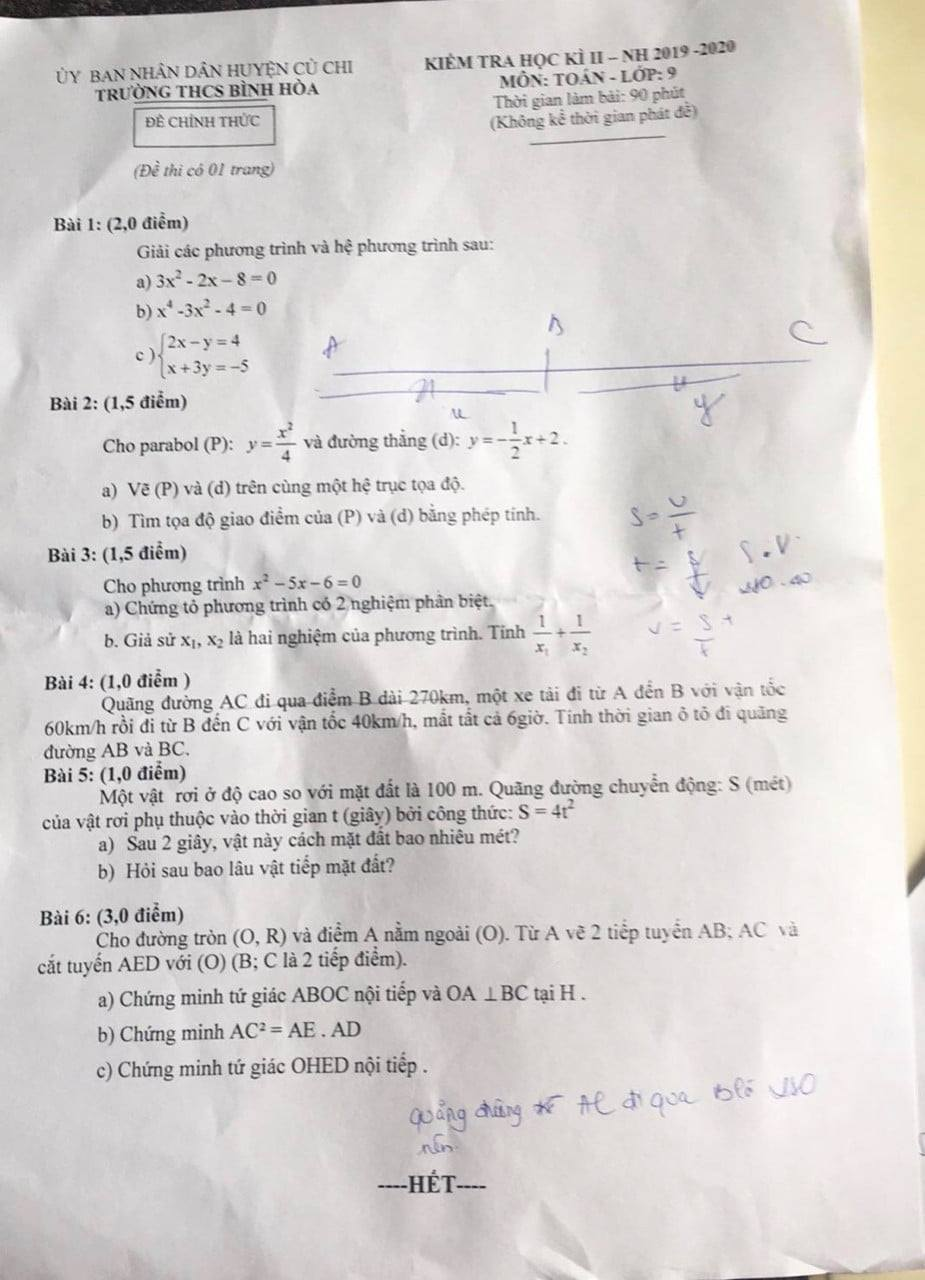 ỦY BAN NHÂN DÂN HUYỆN CỦ CHI
TRƯỜNG THCS BÌNH HÒA
ĐỀ CHÍNH THỨC
(Đề thi có 01 trang)
KIỂM TRA HỌC KÌ II – NH 2019 -2020
MÔN: TOÁN - LỚP: 9
Thời gian làm bài: 90 phút
(Không kể thời gian phát đề)
Bài 1: (2,0 điểm)
Giải các phương trình và hệ phương trình sau:
a) 3x² - 2x – 8 = 0
b) x⁴ -3x² - 4 = 0
c ) {2x – y = 4
x + 3y = –5
A B C
y
Bài 2: (1,5 điểm)
Cho parabol (P): y = x²/4 và đường thẳng (d): y = –1/2x + 2 .
a) Vẽ (P) và (d) trên cùng một hệ trục tọa độ.
b) Tìm tọa độ giao điểm của (P) và (d) bằng phép tính.
S = v/t
Bài 3: (1,5 điểm)
Cho phương trình x² – 5x – 6 = 0
a) Chứng tỏ phương trình có 2 nghiệm phân biệt.
b. Giả sử x₁, x₂ là hai nghiệm của phương trình. Tính 1/x₁ + 1/x₂
Bài 4: (1,0 điểm )
Quãng đường AC đi qua điểm B dài 270km, một xe tải đi từ A đến B với vận tốc
60km/h rồi đi từ B đến C với vận tốc 40km/h, mất tất cả 6giờ. Tính thời gian ô tô đi quãng
đường AB và BC.
Bài 5: (1,0 điểm)
Một vật rơi ở độ cao so với mặt đất là 100 m. Quãng đường chuyển động: S (mét)
của vật rơi phụ thuộc vào thời gian t (giây) bởi công thức: S = 4t²
a) Sau 2 giây, vật này cách mặt đất bao nhiêu mét?
b) Hỏi sau bao lâu vật tiếp mặt đất?
Bài 6: (3,0 điểm)
Cho đường tròn (O, R) và điểm A nằm ngoài (O). Từ A vẽ 2 tiếp tuyến AB; AC và
cắt tuyến AED với (O) (B; C là 2 tiếp điểm).
a) Chứng minh tứ giác ABOC nội tiếp và OA ⊥ BC tại H .
b) Chứng minh AC² = AE . AD
c) Chứng minh tứ giác OHED nội tiếp .
AC đi qua B
nên
----HẾT----